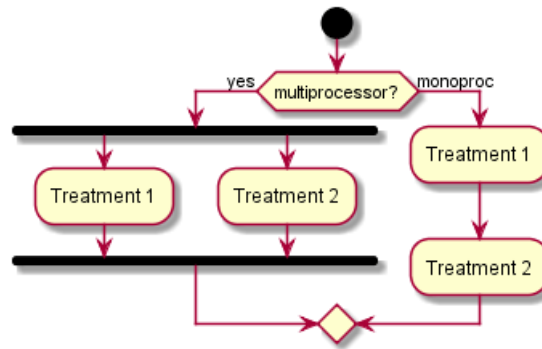 yes
multiprocessor?
monoproc
Treatment 1
Treatment 2
Treatment 1
Treatment 2